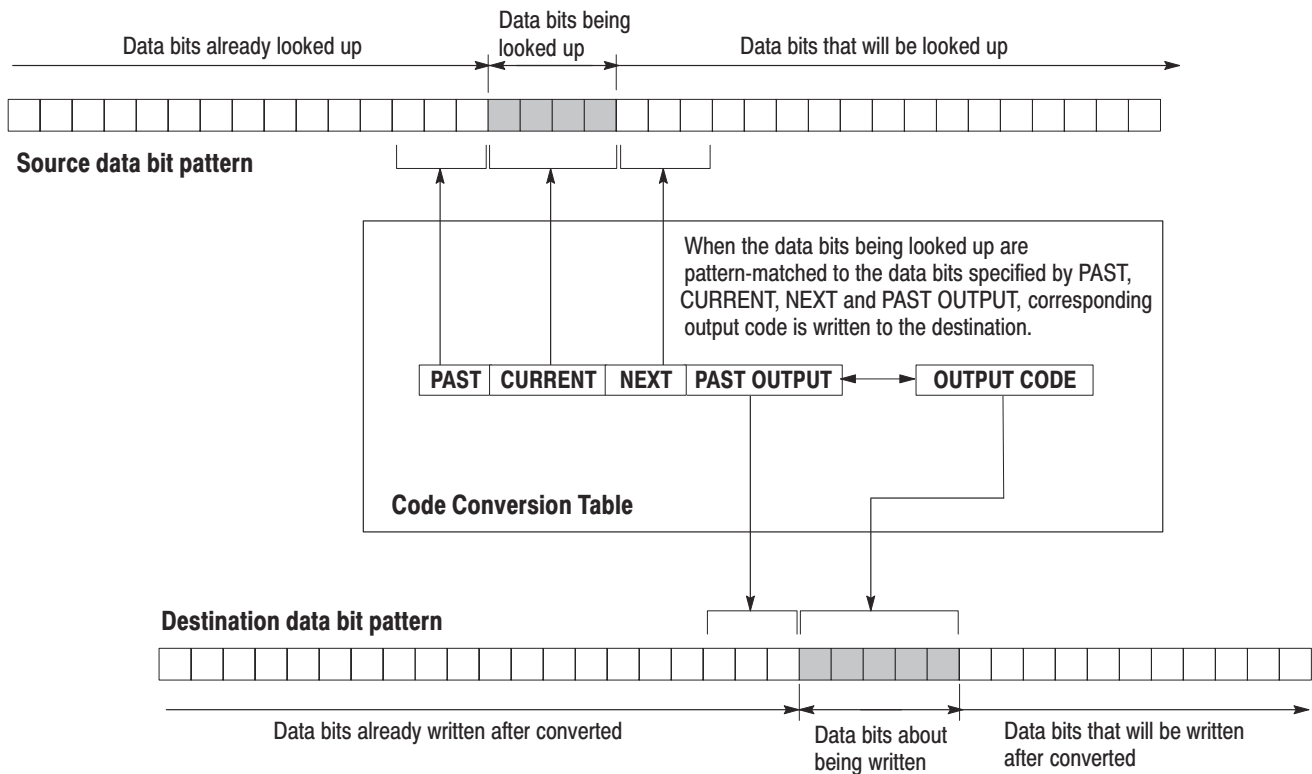 Data bits already looked up
Data bits being
looked up
Data bits that will be looked up
Source data bit pattern
When the data bits being looked up are
pattern-matched to the data bits specified by PAST,
CURRENT, NEXT and PAST OUTPUT, corresponding
output code is written to the destination.
PAST CURRENT NEXT PAST OUTPUT OUTPUT CODE
Code Conversion Table
Destination data bit pattern
Data bits already written after converted
Data bits about
being written
Data bits that will be written
after converted